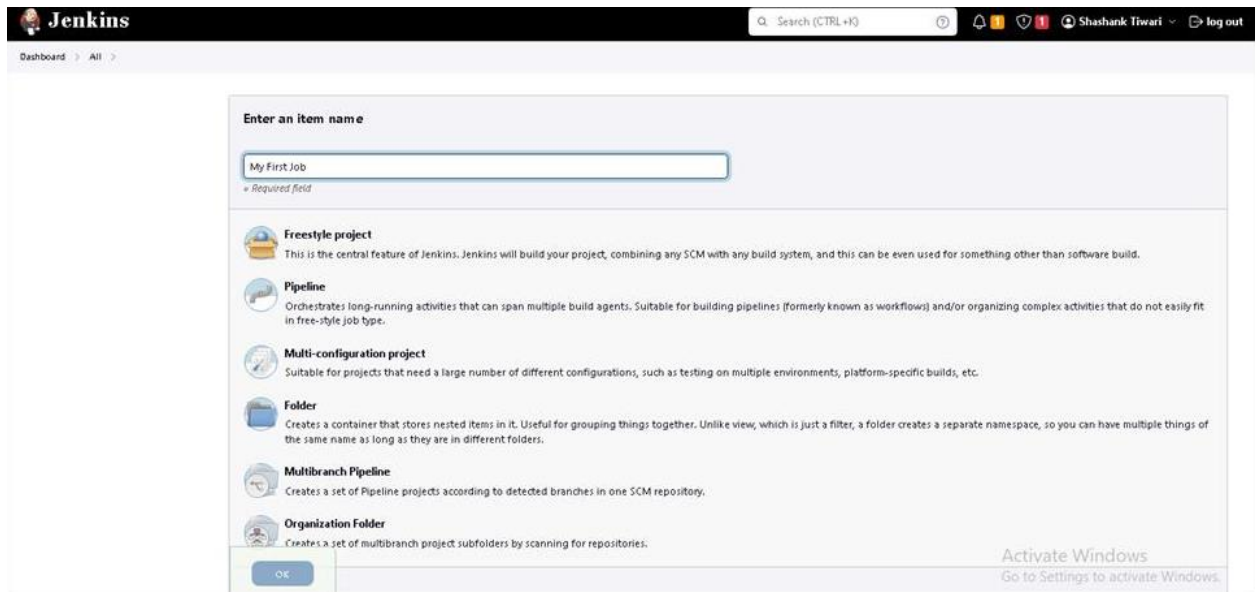 Jenkins
Search (CTRL+K)
1
1
Shashank Tiwari
log out
Dashboard > All >
Enter an item name
My First Job
» Required field
Freestyle project
This is the central feature of Jenkins. Jenkins will build your project, combining any SCM with any build system, and this can be even used for something other than software build.
Pipeline
Orchestrates long-running activities that can span multiple build agents. Suitable for building pipelines (formerly known as workflows) and/or organizing complex activities that do not easily fit
in free-style job type.
Multi-configuration project
Suitable for projects that need a large number of different configurations, such as testing on multiple environments, platform-specific builds, etc.
Folder
Creates a container that stores nested items in it. Useful for grouping things together. Unlike view, which is just a filter, a folder creates a separate namespace, so you can have multiple things of
the same name as long as they are in different folders.
Multibranch Pipeline
Creates a set of Pipeline projects according to detected branches in one SCM repository.
Organization Folder
Creates a set of multibranch project subfolders by scanning for repositories.
OK
Activate Windows
Go to Settings to activate Windows.